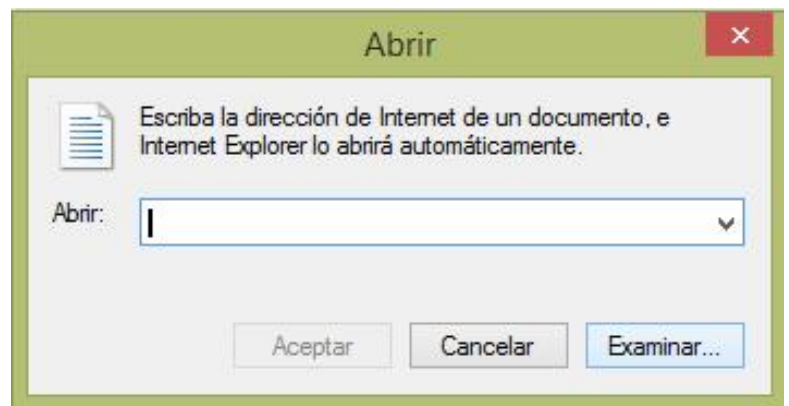 Abrir
Escriba la dirección de Internet de un documento, e
Internet Explorer lo abrirá automáticamente.
Abrir:
Aceptar Cancelar Examinar...